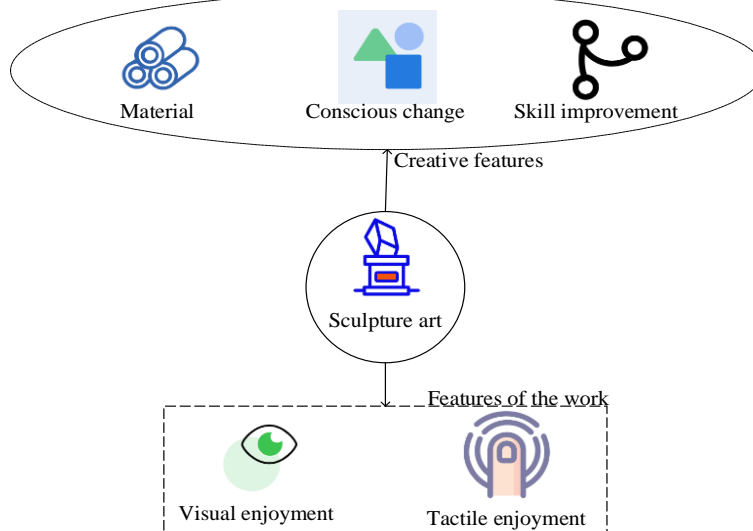 Material
Conscious change
Skill improvement
Creative features
Sculpture art
Features of the work
Visual enjoyment
Tactile enjoyment